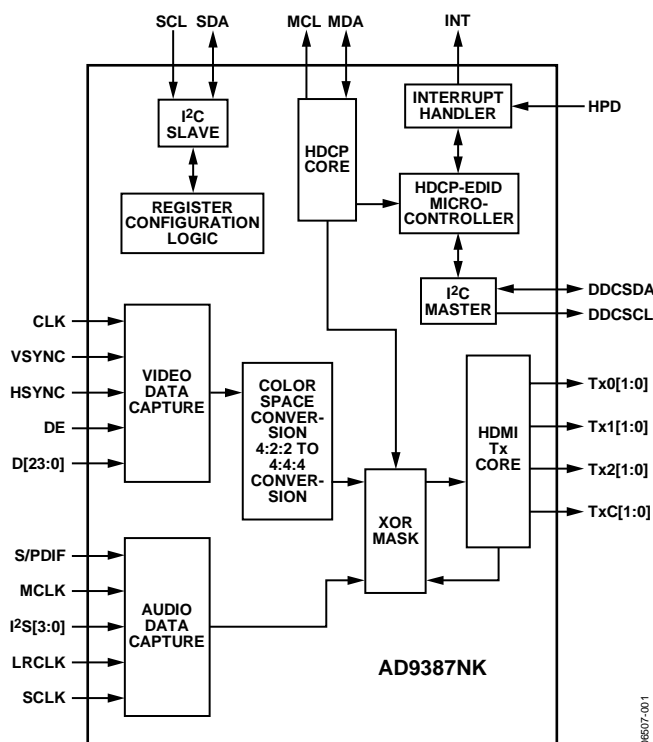 SCL SDA MCL MDA INT
I²C
SLAVE
REGISTER
CONFIGURATION
LOGIC
HDCP
CORE
INTERRUPT
HANDLER
HPD
HDCP-EDID
MICRO-
CONTROLLER
I²C
MASTER
DDCSDA
DDCSCL
CLK
VSYNC
HSYNC
DE
D[23:0]
VIDEO
DATA
CAPTURE
COLOR
SPACE
CONVER-
SION
4:2:2 TO
4:4:4
CONVER-
SION
XOR
MASK
HDMI
Tx
CORE
Tx0[1:0]
Tx1[1:0]
Tx2[1:0]
TxC[1:0]
S/PDIF
MCLK
I²S[3:0]
LRCLK
SCLK
AUDIO
DATA
CAPTURE
AD9387NK
06507-001